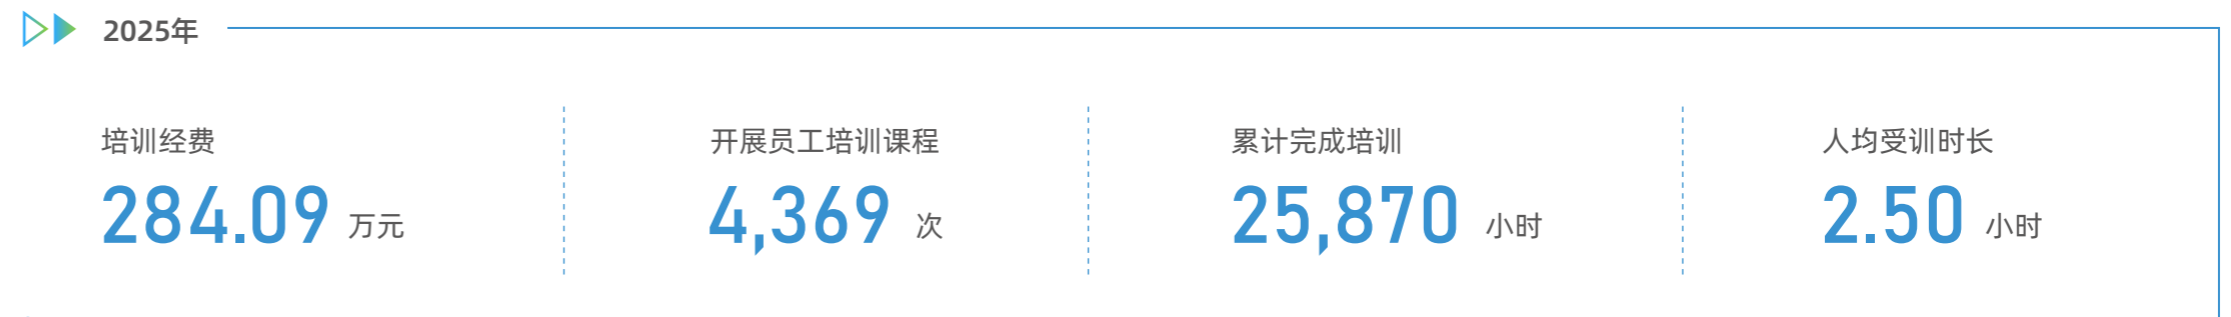 2025年
培训经费
284.09 万元
开展员工培训课程
4,369 次
累计完成培训
25,870 小时
人均受训时长
2.50 小时